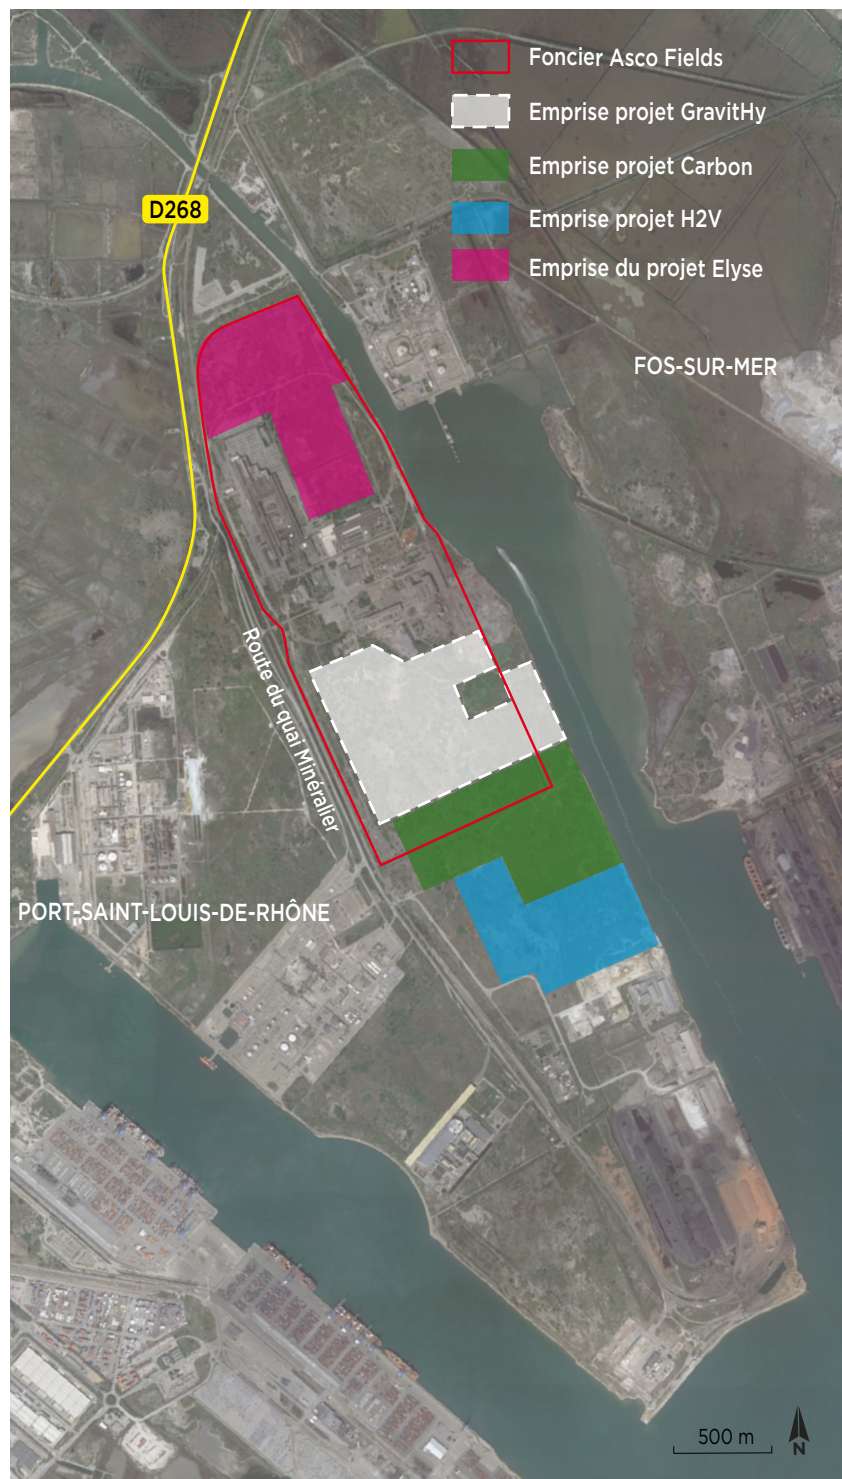 Foncier Asco Fields
Emprise projet GravitHy
Emprise projet Carbon
D268
Emprise projet H2V
Emprise du projet Elyse
FOS-SUR-MER
Route du quai Minéralier
PORT-SAINT-LOUIS-DE-RHÔNE
500 m
N